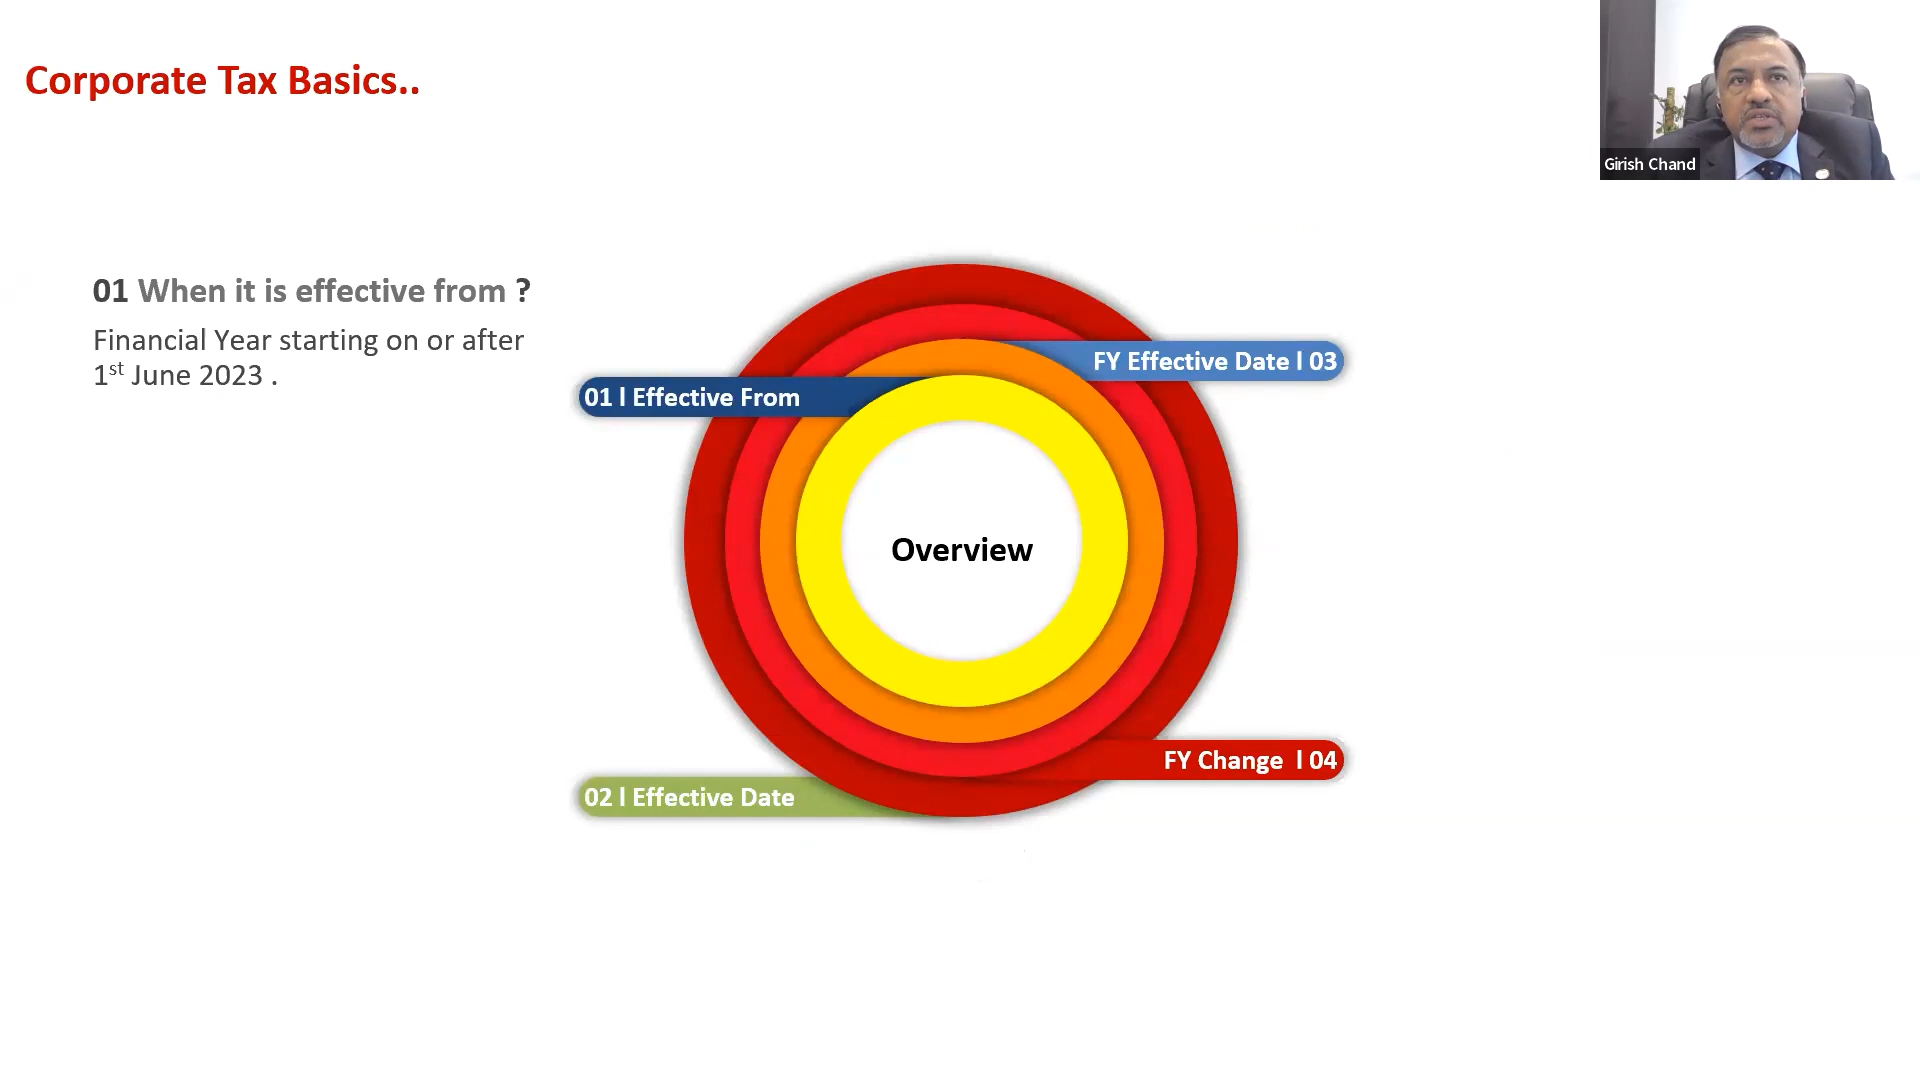 Corporate Tax Basics..
Girish Chand
01 When it is effective from ?
Financial Year starting on or after
1st June 2023 .
FY Effective Date l 03
01 l Effective From
Overview
FY Change l 04
02 l Effective Date